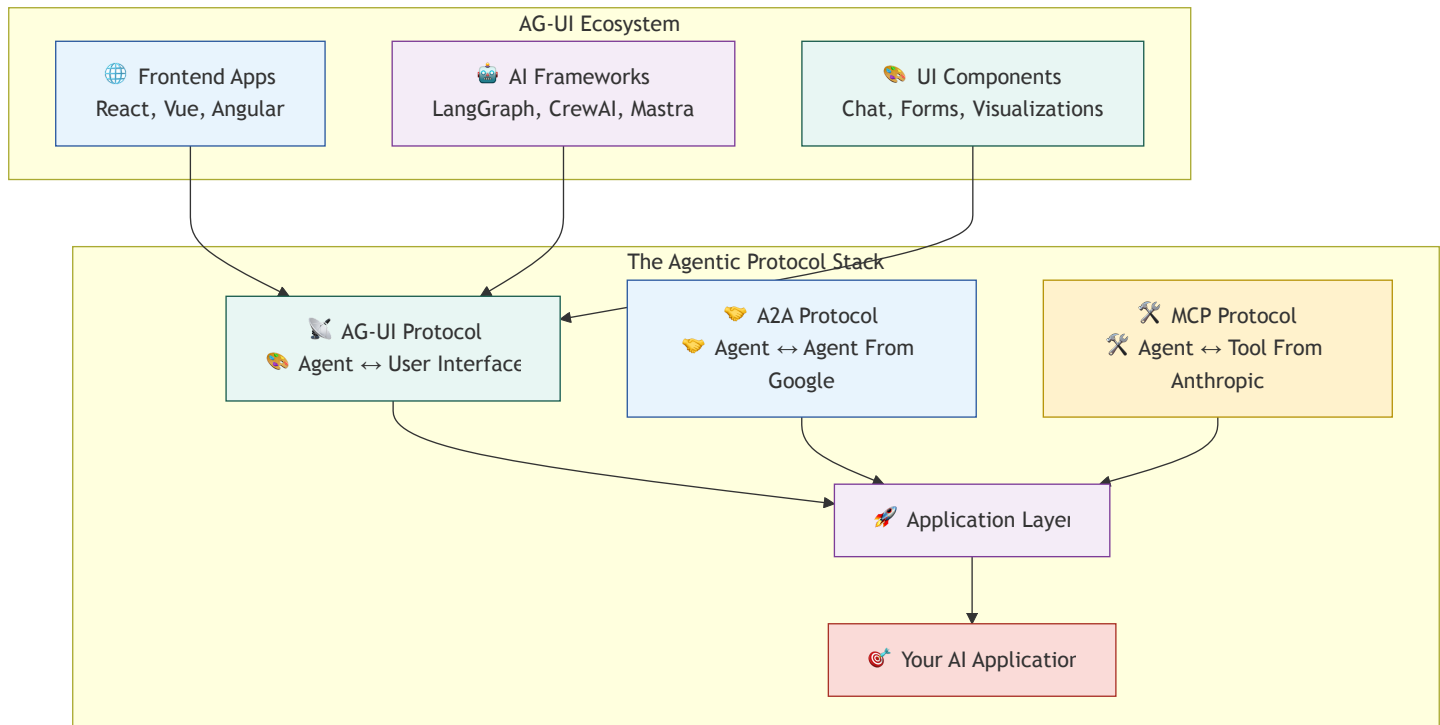 AG-UI Ecosystem
🌐 Frontend Apps
React, Vue, Angular
🤖 AI Frameworks
LangGraph, CrewAI, Mastra
🎨 UI Components
Chat, Forms, Visualizations
The Agentic Protocol Stack
📡 AG-UI Protocol
🎨 Agent ↔ User Interface
🤝 A2A Protocol
🤝 Agent ↔ Agent From
Google
🛠️ MCP Protocol
🛠️ Agent ↔ Tool From
Anthropic
🚀 Application Layer
🎯 Your AI Application